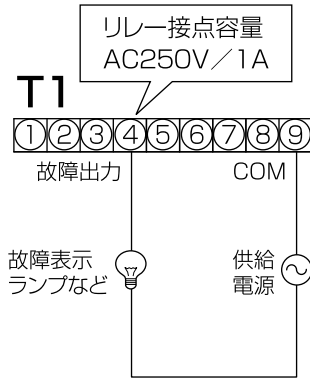 リレー接点容量
AC250V／1A
T1
①②③④⑤⑥⑦⑧⑨
故障出力
COM
故障表示
ランプなど
供給
電源